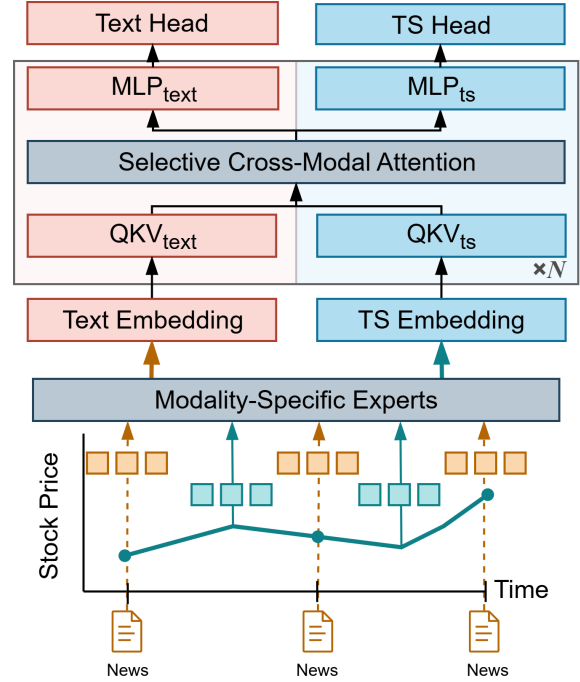 Text Head
TS Head
MLPtext
MLPts
Selective Cross-Modal Attention
QKVtext
QKVts
×N
Text Embedding
TS Embedding
Modality-Specific Experts
Stock Price
Time
News
News
News